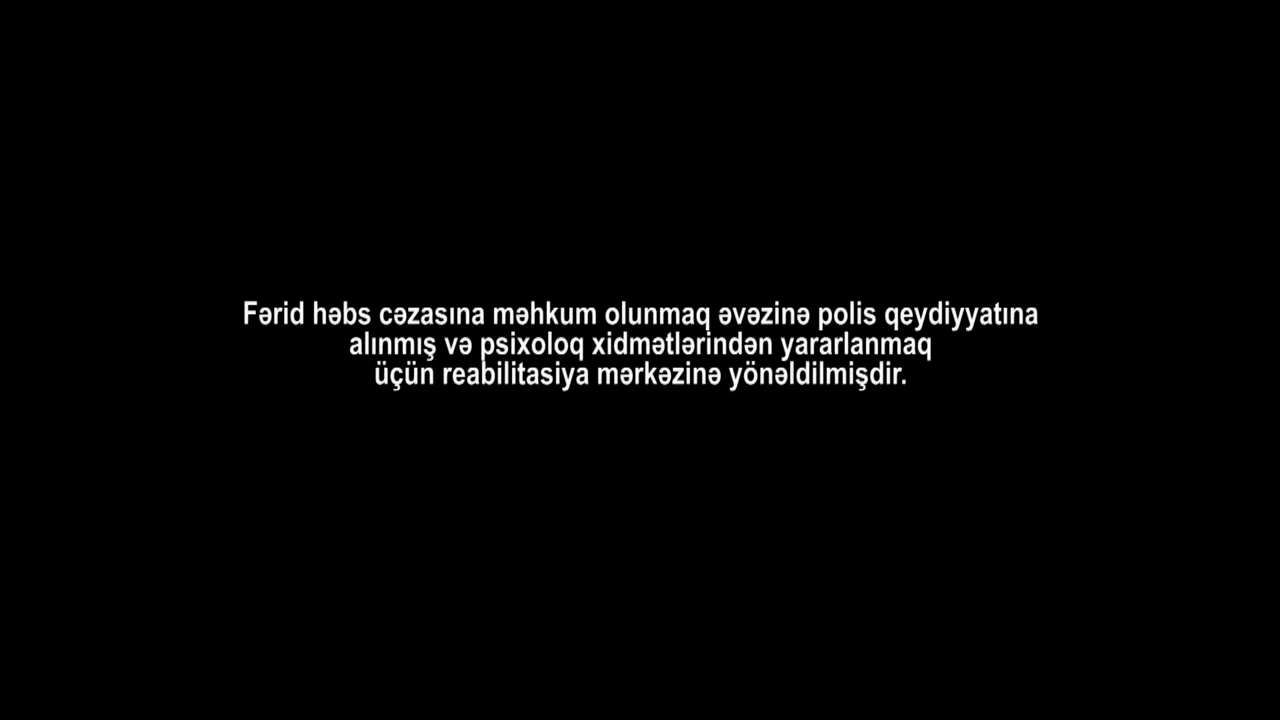 Fərid həbs cəzasına məhkum olunmaq əvəzinə polis qeydiyyatına
alınmış və psixoloq xidmətlərindən yararlanmaq
üçün reabilitasiya mərkəzinə yönəldilmişdir.